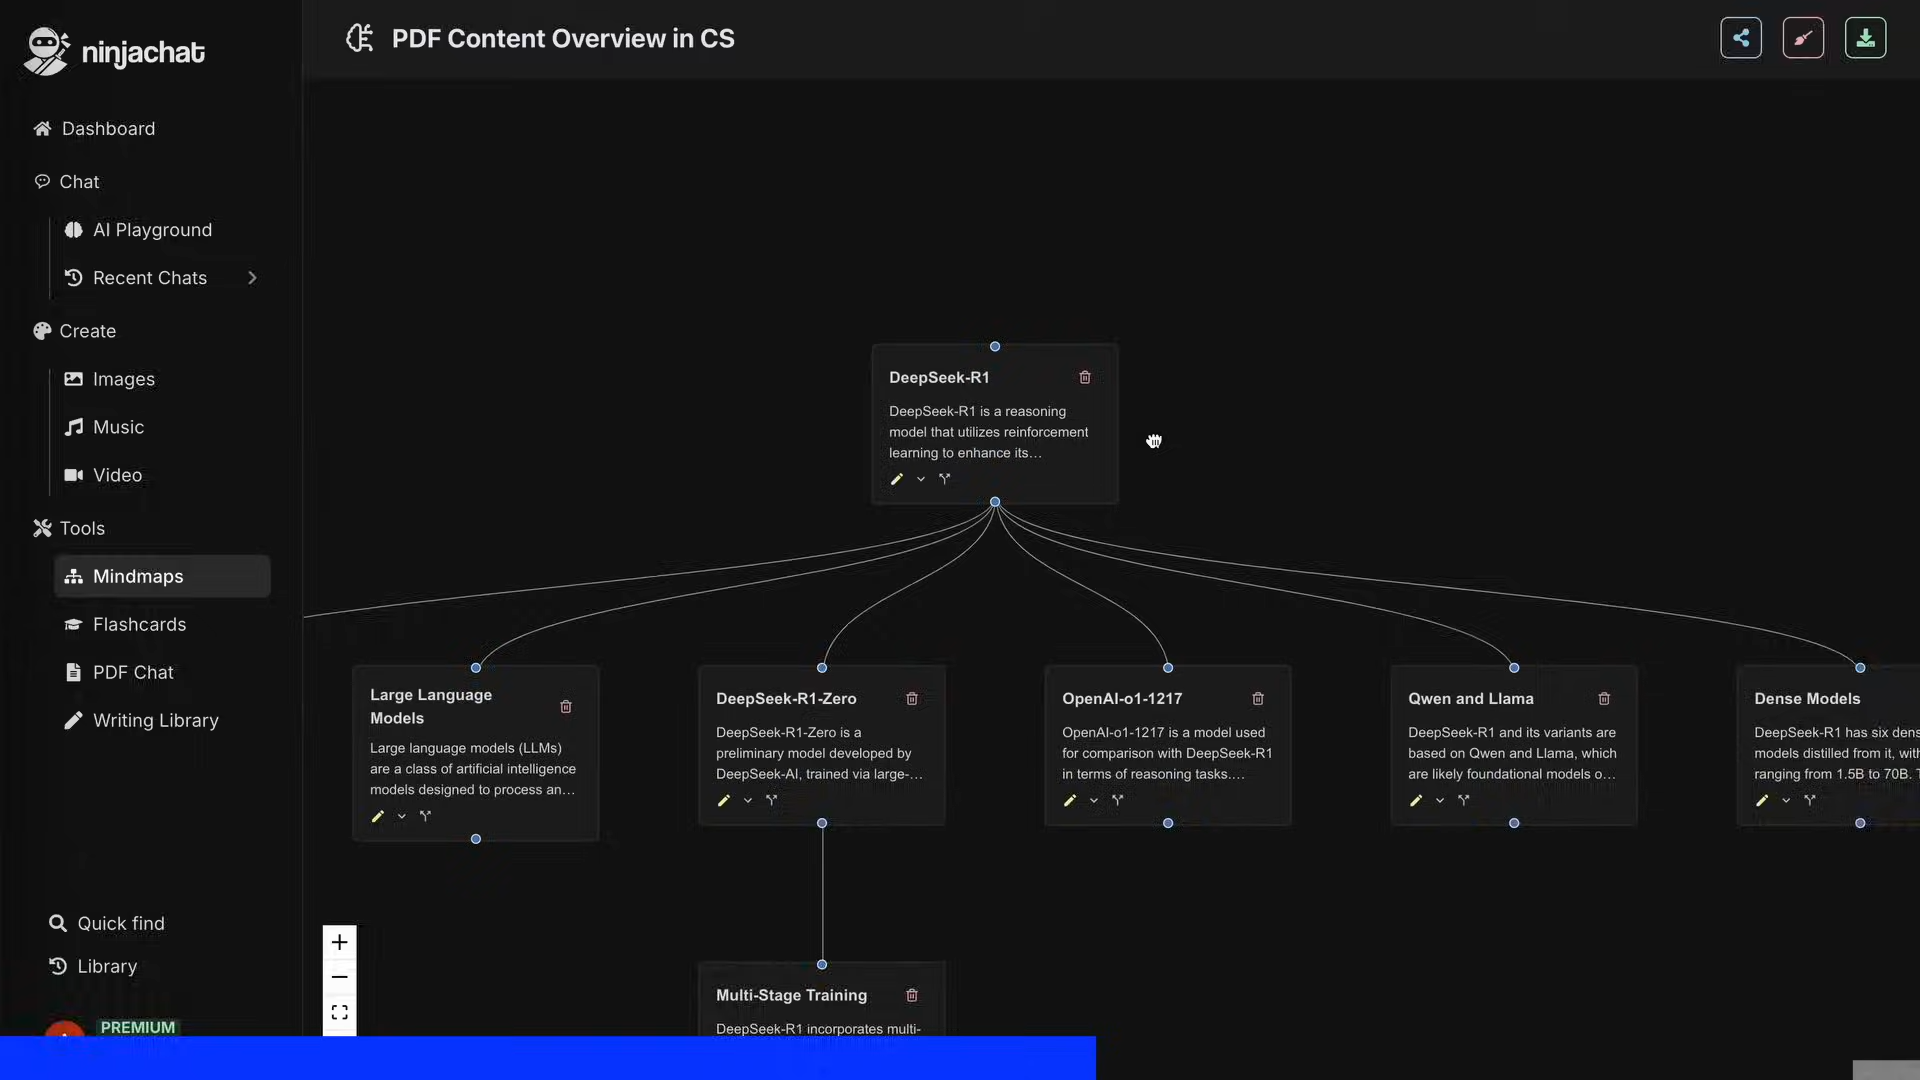 ninjachat
PDF Content Overview in CS
Dashboard
Chat
AI Playground
Recent Chats
Create
Images
Music
Video
Tools
Mindmaps
Flashcards
PDF Chat
Writing Library
Quick find
Library
PREMIUM
DeepSeek-R1
DeepSeek-R1 is a reasoning
model that utilizes reinforcement
learning to enhance its…
Large Language
Models
Large language models (LLMs)
are a class of artificial intelligence
models designed to process an…
DeepSeek-R1-Zero
DeepSeek-R1-Zero is a
preliminary model developed by
DeepSeek-AI, trained via large-…
OpenAI-o1-1217
OpenAI-o1-1217 is a model used
for comparison with DeepSeek-R1
in terms of reasoning tasks.…
Qwen and Llama
DeepSeek-R1 and its variants are
based on Qwen and Llama, which
are likely foundational models o…
Dense Models
DeepSeek-R1 has six dens
models distilled from it, with
ranging from 1.5B to 70B.
Multi-Stage Training
DeepSeek-R1 incorporates multi-